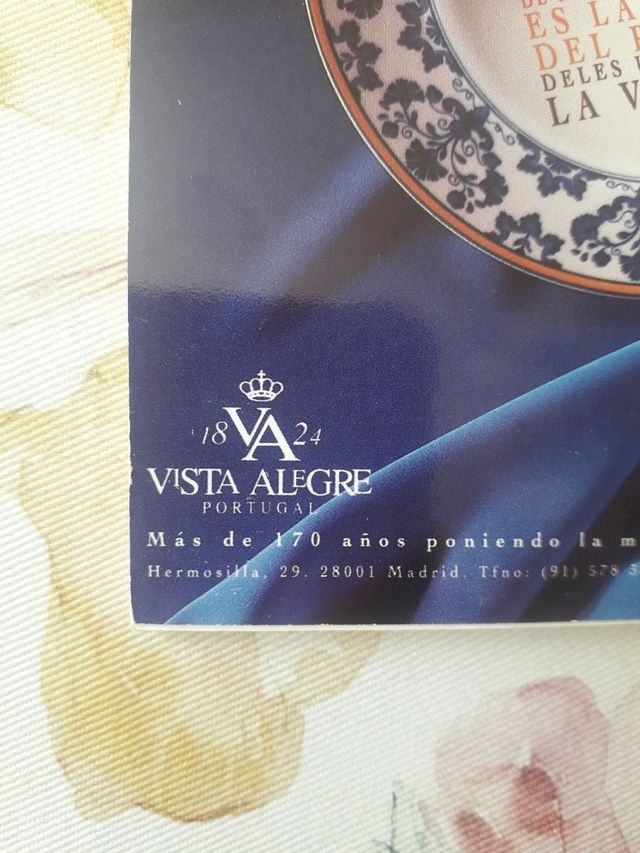 ES LA
DEL
DELES
LA V
18 VA 24
VISTA ALEGRE
PORTUGAL
Más de 170 años poniendo la m
Hermosilla, 29. 28001 Madrid. Tfno: (91) 578